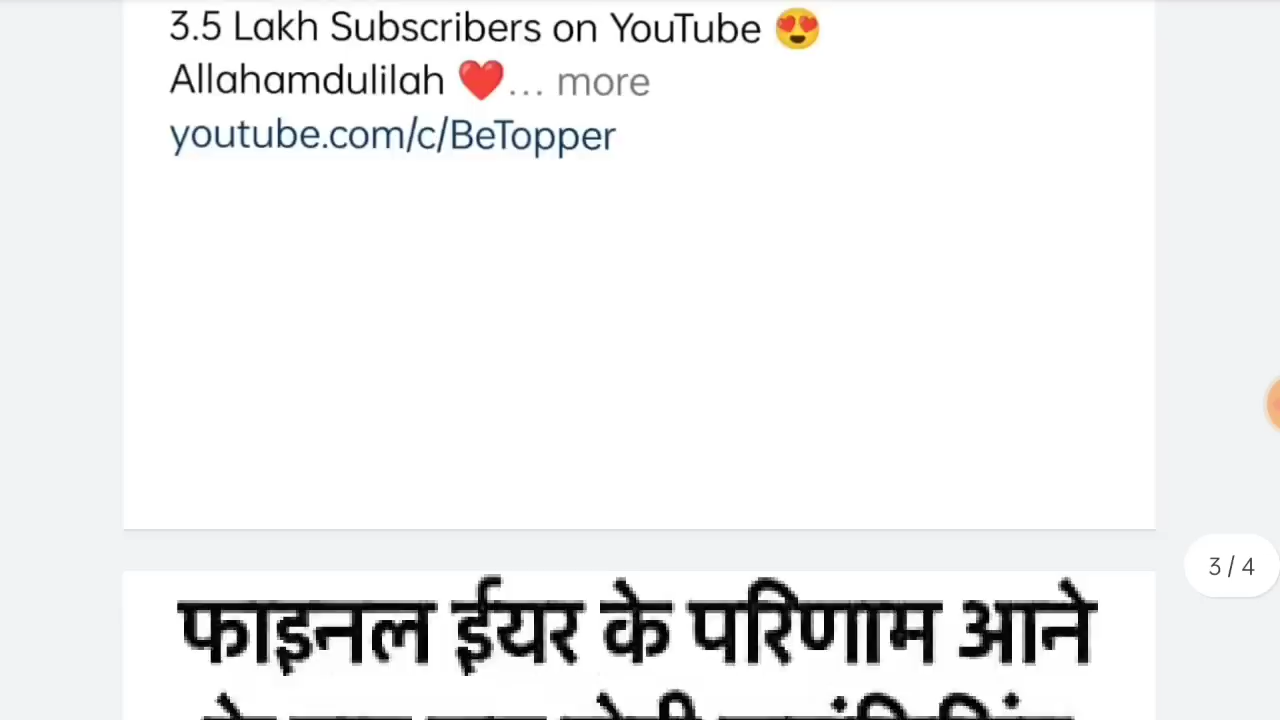 3.5 Lakh Subscribers on YouTube 😍
Allahamdulilah ❤️... more
youtube.com/c/BeTopper
3 / 4
फाइनल ईयर के परिणाम आने